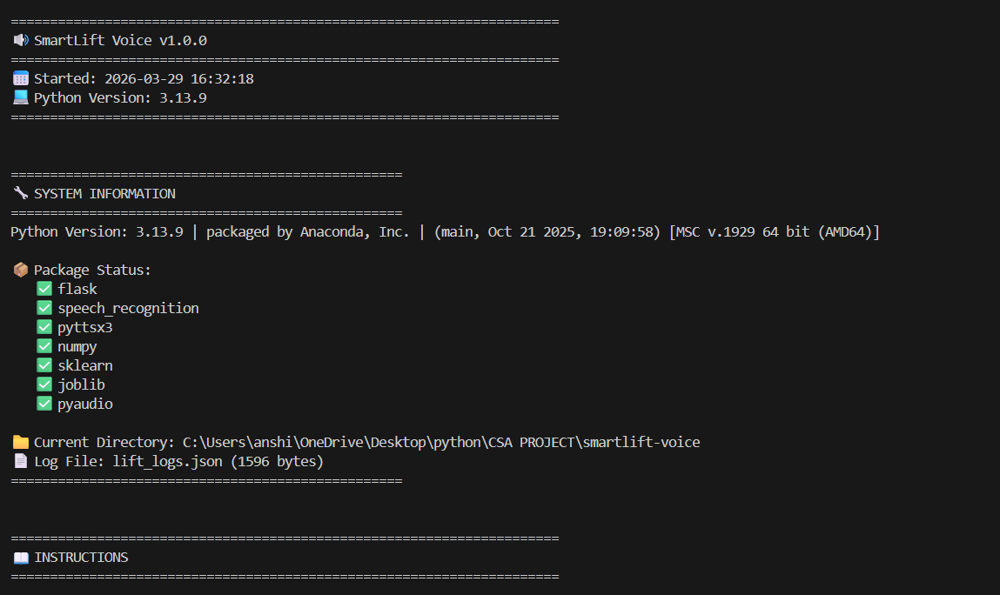 ======================================================================
🔊 SmartLift Voice v1.0.0
======================================================================
📅 Started: 2026-03-29 16:32:18
💻 Python Version: 3.13.9
======================================================================
==================================================
🔧 SYSTEM INFORMATION
==================================================
Python Version: 3.13.9 | packaged by Anaconda, Inc. | (main, Oct 21 2025, 19:09:58) [MSC v.1929 64 bit (AMD64)]
📦 Package Status:
✅ flask
✅ speech_recognition
✅ pyttsx3
✅ numpy
✅ sklearn
✅ joblib
✅ pyaudio
📁 Current Directory: C:\Users\anshi\OneDrive\Desktop\python\CSA PROJECT\smartlift-voice
📄 Log File: lift_logs.json (1596 bytes)
==================================================
======================================================================
📖 INSTRUCTIONS
======================================================================